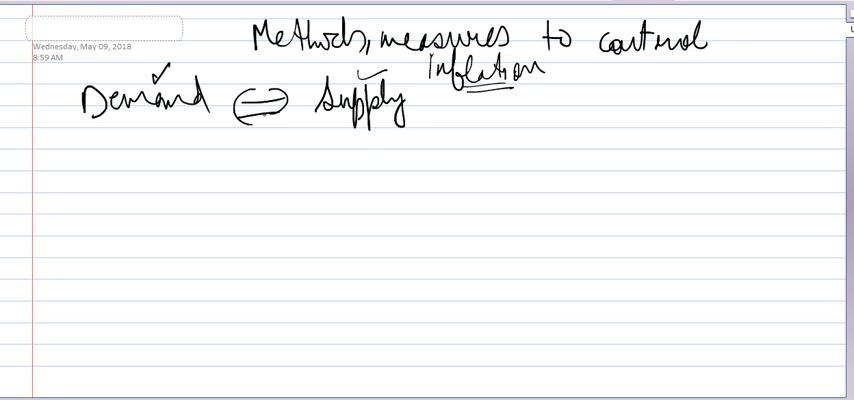 Methods, measures to control
Wednesday, May 09, 2018
8:59 AM
Inflation
Demand = Supply